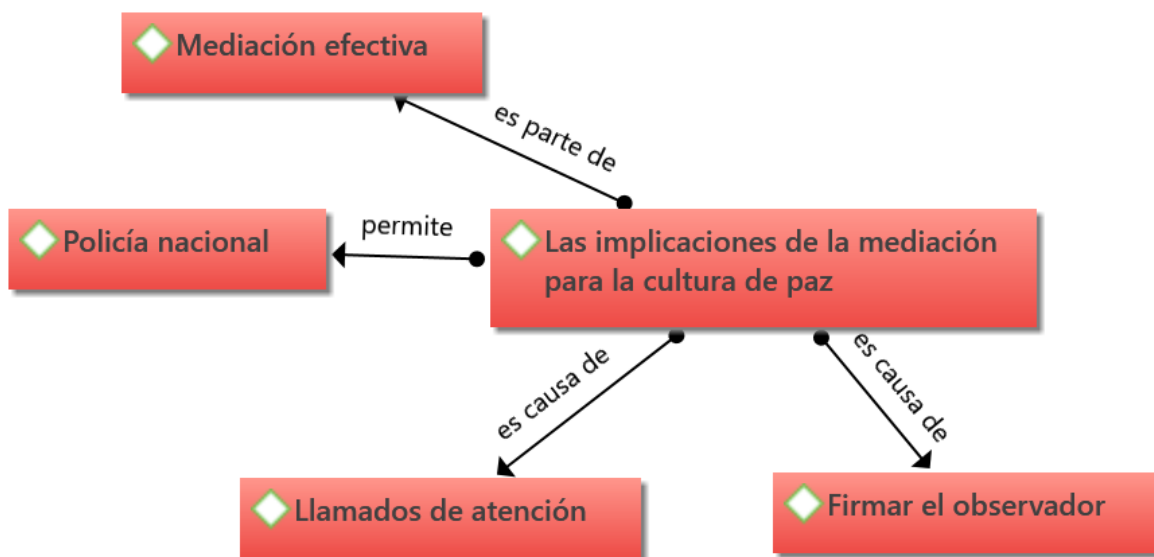 Mediación efectiva
es parte de
Policía nacional
permite
Las implicaciones de la mediación
para la cultura de paz
es causa de
es causa de
Llamados de atención
Firmar el observador